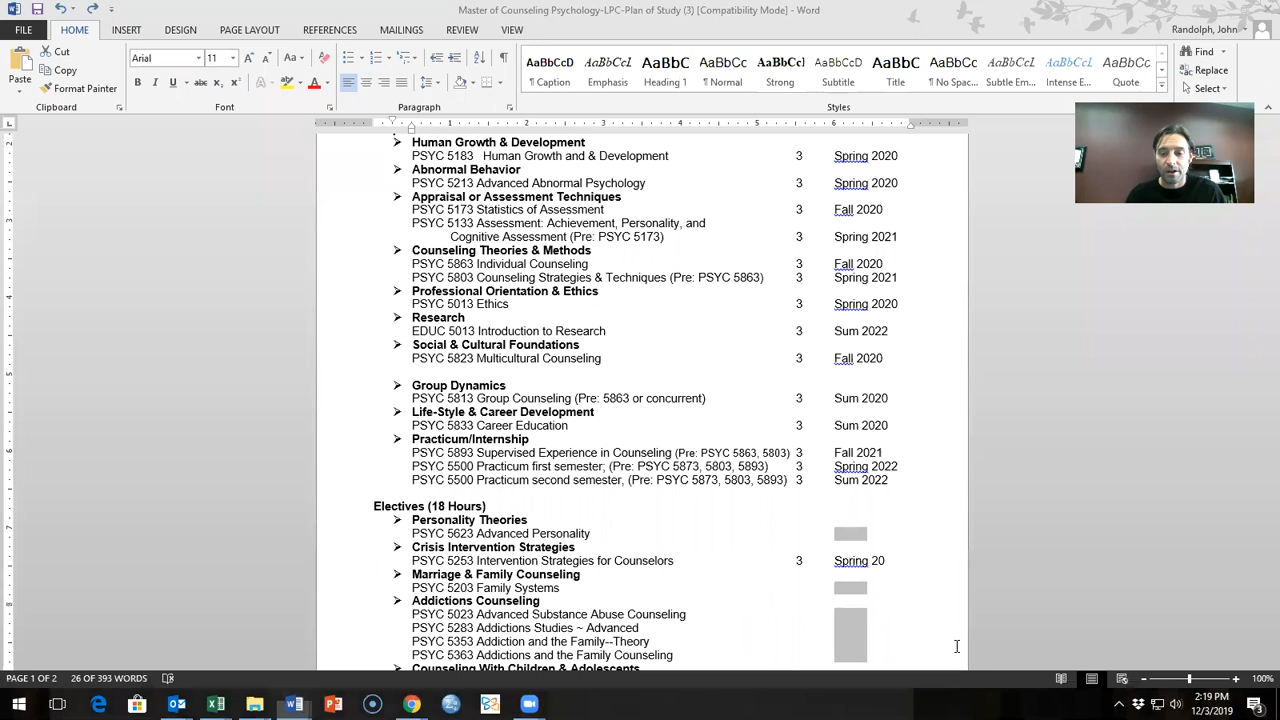 Master of Counseling Psychology-LPC-Plan of Study (3) [Compatibility Mode] - Word
FILE HOME INSERT DESIGN PAGE LAYOUT REFERENCES MAILINGS REVIEW VIEW Randolph, John
Paste
Cut
Copy
Format Painter
Clipboard
Arial 11
Font
Paragraph
AaBbCcD AaBbCcL AaBbC AaBbCc AaBbCcl AaBbCcD AaBbC AaBbCc AaBbCcl AaBbCcl AaBbCc
¶ Caption Emphasis Heading 1 ¶ Normal Strong Subtitle Title ¶ No Spac... Subtle Em... Intense E... Quote
Styles
Find
Replace
Select
Human Growth & Development
PSYC 5183 Human Growth and & Development 3 Spring 2020
Abnormal Behavior
PSYC 5213 Advanced Abnormal Psychology 3 Spring 2020
Appraisal or Assessment Techniques
PSYC 5173 Statistics of Assessment 3 Fall 2020
PSYC 5133 Assessment: Achievement, Personality, and
Cognitive Assessment (Pre: PSYC 5173) 3 Spring 2021
Counseling Theories & Methods
PSYC 5863 Individual Counseling 3 Fall 2020
PSYC 5803 Counseling Strategies & Techniques (Pre: PSYC 5863) 3 Spring 2021
Professional Orientation & Ethics
PSYC 5013 Ethics 3 Spring 2020
Research
EDUC 5013 Introduction to Research 3 Sum 2022
Social & Cultural Foundations
PSYC 5823 Multicultural Counseling 3 Fall 2020
Group Dynamics
PSYC 5813 Group Counseling (Pre: 5863 or concurrent) 3 Sum 2020
Life-Style & Career Development
PSYC 5833 Career Education 3 Sum 2020
Practicum/Internship
PSYC 5893 Supervised Experience in Counseling (Pre: PSYC 5863, 5803) 3 Fall 2021
PSYC 5500 Practicum first semester; (Pre: PSYC 5873, 5803, 5893) 3 Spring 2022
PSYC 5500 Practicum second semester, (Pre: PSYC 5873, 5803, 5893) 3 Sum 2022
Electives (18 Hours)
Personality Theories
PSYC 5623 Advanced Personality
Crisis Intervention Strategies
PSYC 5253 Intervention Strategies for Counselors 3 Spring 20
Marriage & Family Counseling
PSYC 5203 Family Systems
Addictions Counseling
PSYC 5023 Advanced Substance Abuse Counseling
PSYC 5283 Addictions Studies ~ Advanced
PSYC 5353 Addiction and the Family--Theory
PSYC 5363 Addictions and the Family Counseling
Counseling With Children & Adolescents
PAGE 1 OF 2 26 OF 393 WORDS 100%
2:19 PM
12/3/2019